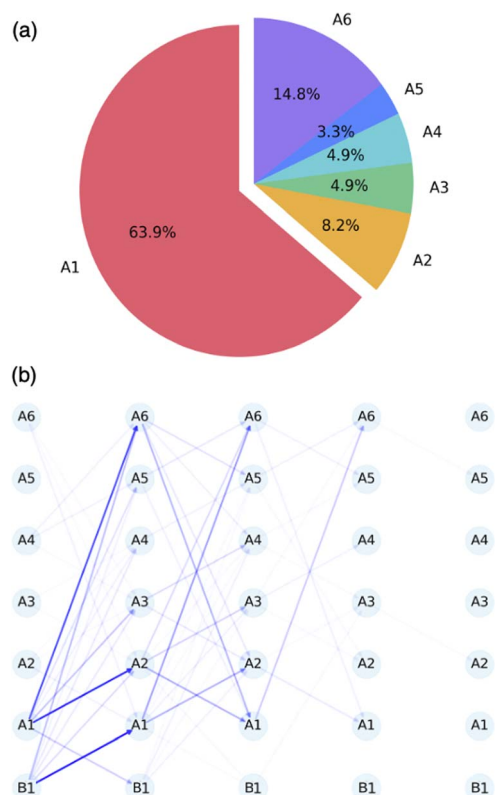 (a)
A6
A5
14.8%
A4
3.3%
4.9%
4.9%
A3
63.9%
8.2%
A1
A2
(b)
A6 A6 A6 A6 A6
A5 A5 A5 A5 A5
A4 A4 A4 A4 A4
A3 A3 A3 A3 A3
A2 A2 A2 A2 A2
A1 A1 A1 A1 A1
B1 B1 B1 B1 B1